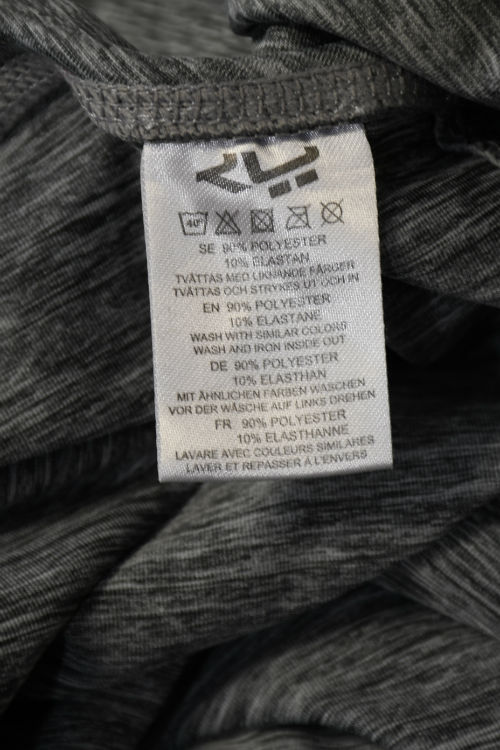 40°
SE 90% POLYESTER
10% ELASTAN
TVÄTTAS MED LIKNANDE FÄRGER
TVÄTTAS OCH STRYKES UT OCH IN
EN 90% POLYESTER
10% ELASTANE
WASH WITH SIMILAR COLORS
WASH AND IRON INSIDE OUT
DE 90% POLYESTER
10% ELASTHAN
MIT ÄHNLICHEN FARBEN WASCHEN
VOR DER WÄSCHE AUF LINKS DREHEN
FR 90% POLYESTER
10% ELASTHANNE
LAVARE AVEC COULEURS SIMILARES
LAVER ET REPASSER À L'ENVERS